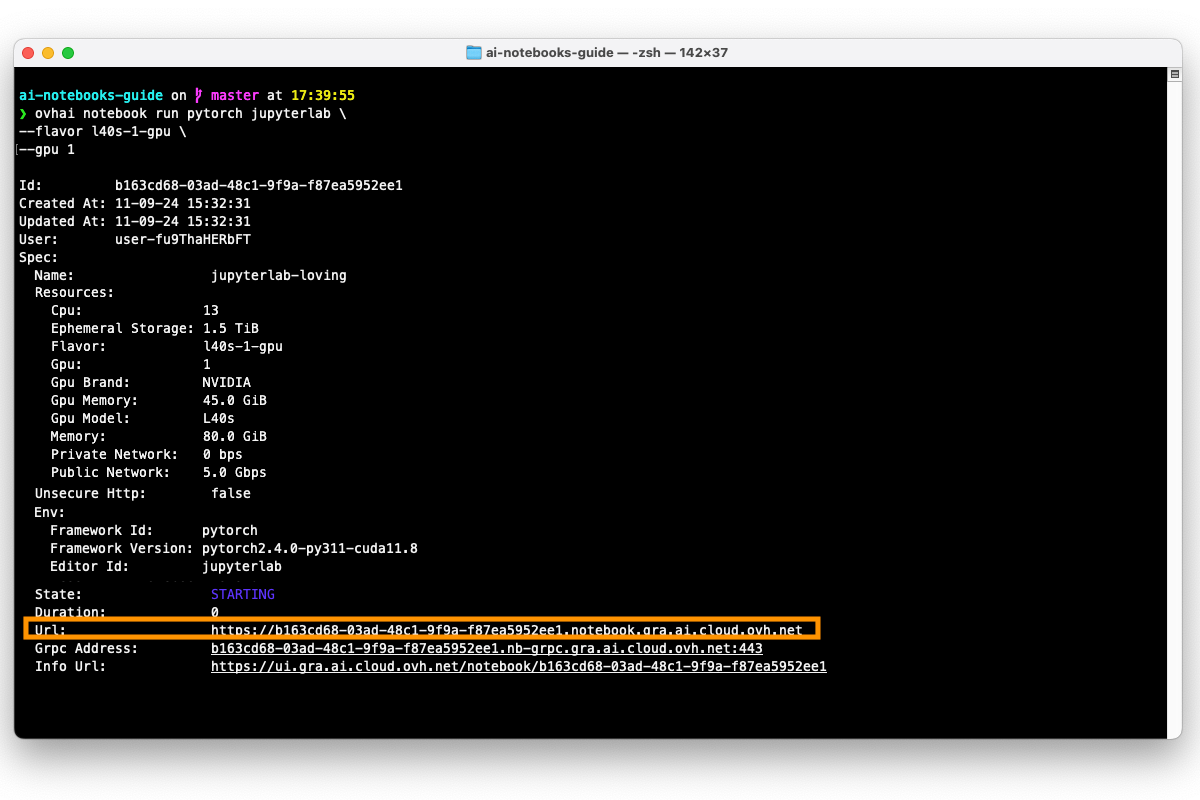 ai-notebooks-guide — -zsh — 142×37
ai-notebooks-guide on master at 17:39:55
❯ ovhai notebook run pytorch jupyterlab \
--flavor l40s-1-gpu \
--gpu 1
Id: b163cd68-03ad-48c1-9f9a-f87ea5952ee1
Created At: 11-09-24 15:32:31
Updated At: 11-09-24 15:32:31
User: user-fu9ThaHERbFT
Spec:
Name: jupyterlab-loving
Resources:
Cpu: 13
Ephemeral Storage: 1.5 TiB
Flavor: l40s-1-gpu
Gpu: 1
Gpu Brand: NVIDIA
Gpu Memory: 45.0 GiB
Gpu Model: L40s
Memory: 80.0 GiB
Private Network: 0 bps
Public Network: 5.0 Gbps
Unsecure Http: false
Env:
Framework Id: pytorch
Framework Version: pytorch2.4.0-py311-cuda11.8
Editor Id: jupyterlab
State: STARTING
Duration: 0
Url: https://b163cd68-03ad-48c1-9f9a-f87ea5952ee1.notebook.gra.ai.cloud.ovh.net
Grpc Address: b163cd68-03ad-48c1-9f9a-f87ea5952ee1.nb-grpc.gra.ai.cloud.ovh.net:443
Info Url: https://ui.gra.ai.cloud.ovh.net/notebook/b163cd68-03ad-48c1-9f9a-f87ea5952ee1